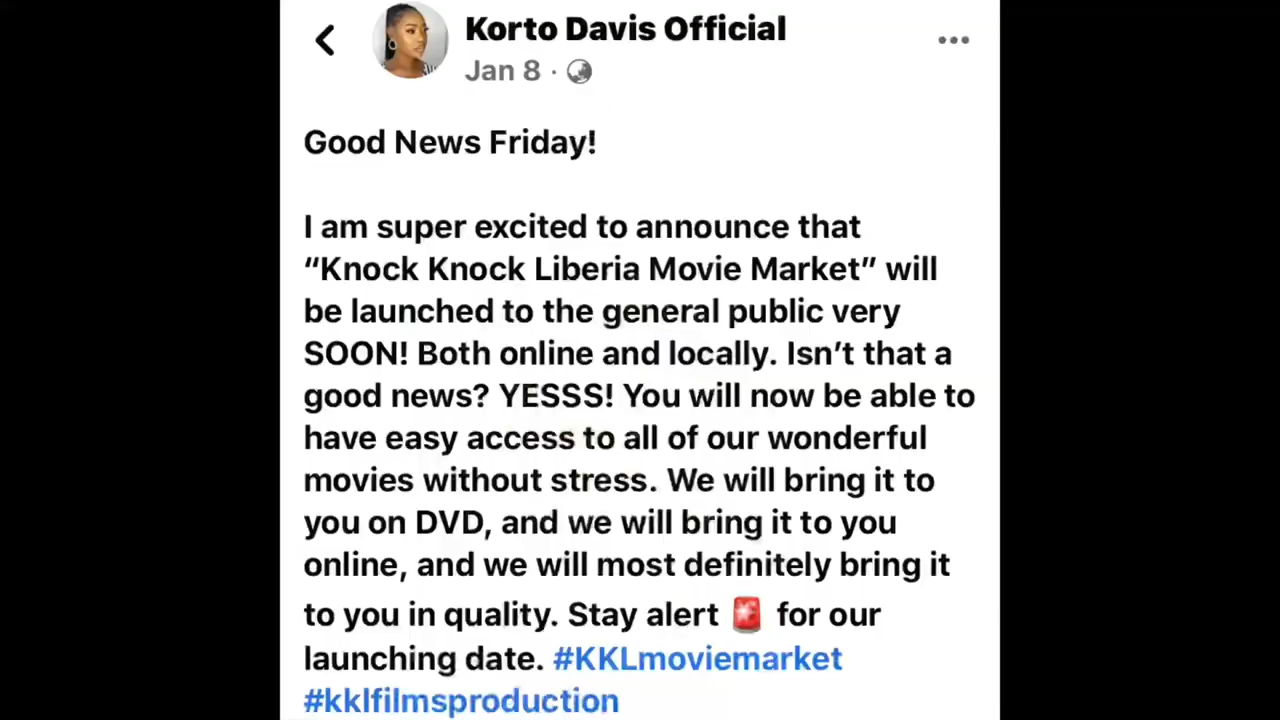 Korto Davis Official
Jan 8 ·
Good News Friday!
I am super excited to announce that
“Knock Knock Liberia Movie Market” will
be launched to the general public very
SOON! Both online and locally. Isn’t that a
good news? YESSS! You will now be able to
have easy access to all of our wonderful
movies without stress. We will bring it to
you on DVD, and we will bring it to you
online, and we will most definitely bring it
to you in quality. Stay alert 🚨 for our
launching date. #KKLmoviemarket
#kklfilmsproduction